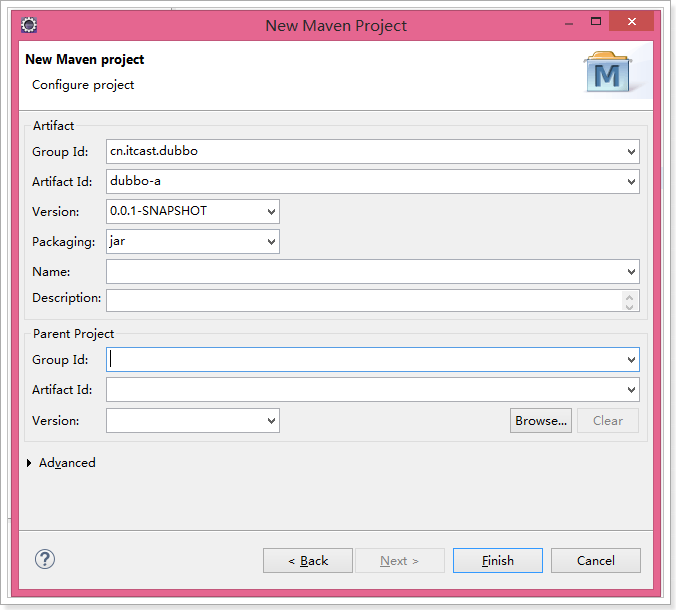 New Maven Project
New Maven project
Configure project
M
Artifact
Group Id: cn.itcast.dubbo
Artifact Id: dubbo-a
Version: 0.0.1-SNAPSHOT
Packaging: jar
Name:
Description:
Parent Project
Group Id:
Artifact Id:
Version: Browse... Clear
Advanced
? < Back Next > Finish Cancel